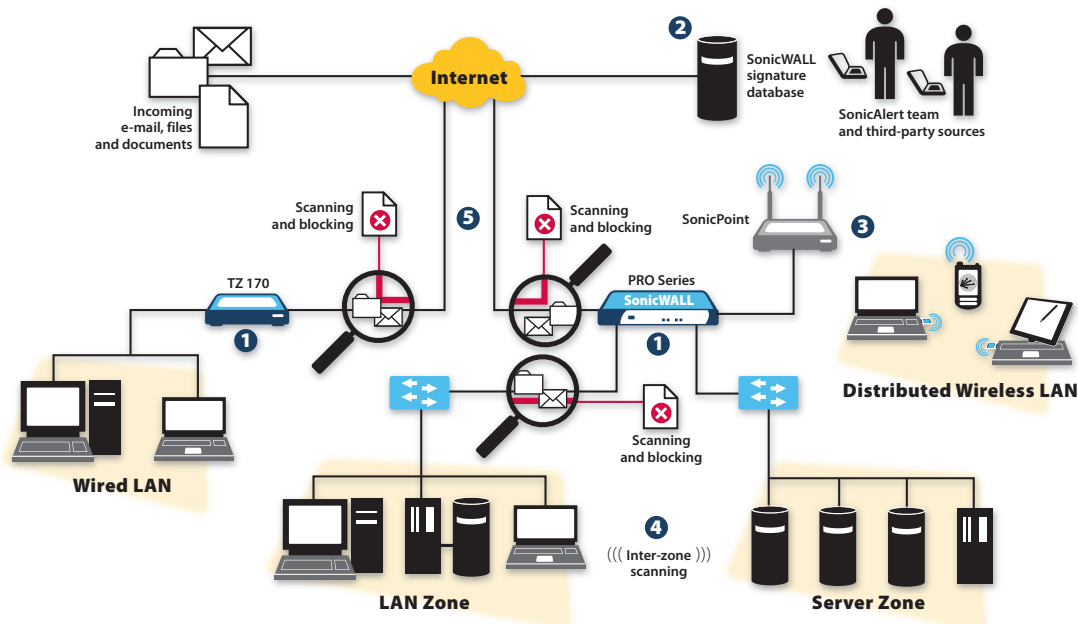 Internet
Incoming
e-mail, files
and documents
2
SonicWALL
signature
database
SonicAlert team
and third-party sources
Scanning
and blocking
5
Scanning
and blocking
SonicPoint
3
TZ 170
1
PRO Series
SonicWALL
1
Distributed Wireless LAN
Scanning
and blocking
Wired LAN
4
((( Inter-zone )))
scanning
LAN Zone
Server Zone